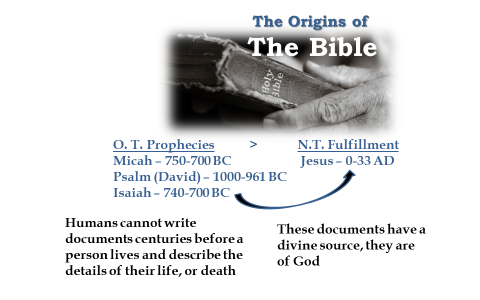 The Origins of
The Bible
Holy
Bible
O. T. Prophecies > N.T. Fulfillment
Micah – 750-700 BC Jesus – 0-33 AD
Psalm (David) – 1000-961 BC
Isaiah – 740-700 BC
Humans cannot write
documents centuries before a
person lives and describe the
details of their life, or death
These documents have a
divine source, they are
of God